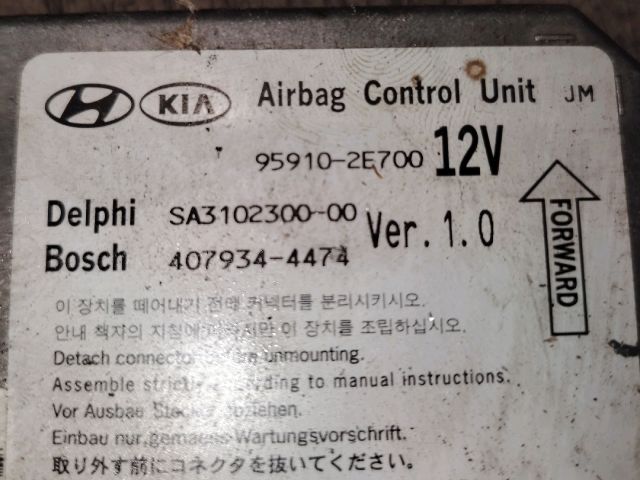 KIA Airbag Control Unit JM
95910-2E700 12V
Delphi SA3102300-00
Ver. 1.0
Bosch 407934-4474
FORWARD
이 장치를 떼어내기 전에 커넥터를 분리시키시오.
안내 책자의 지침에 이 장치를 조립하십시오.
Detach connector before unmounting.
Assemble strictly according to manual instructions.
Vor Ausbau Stecker abziehen.
Einbau nur gemaess Wartungsvorschrift.
取り外す前にコネクタを抜いてください。